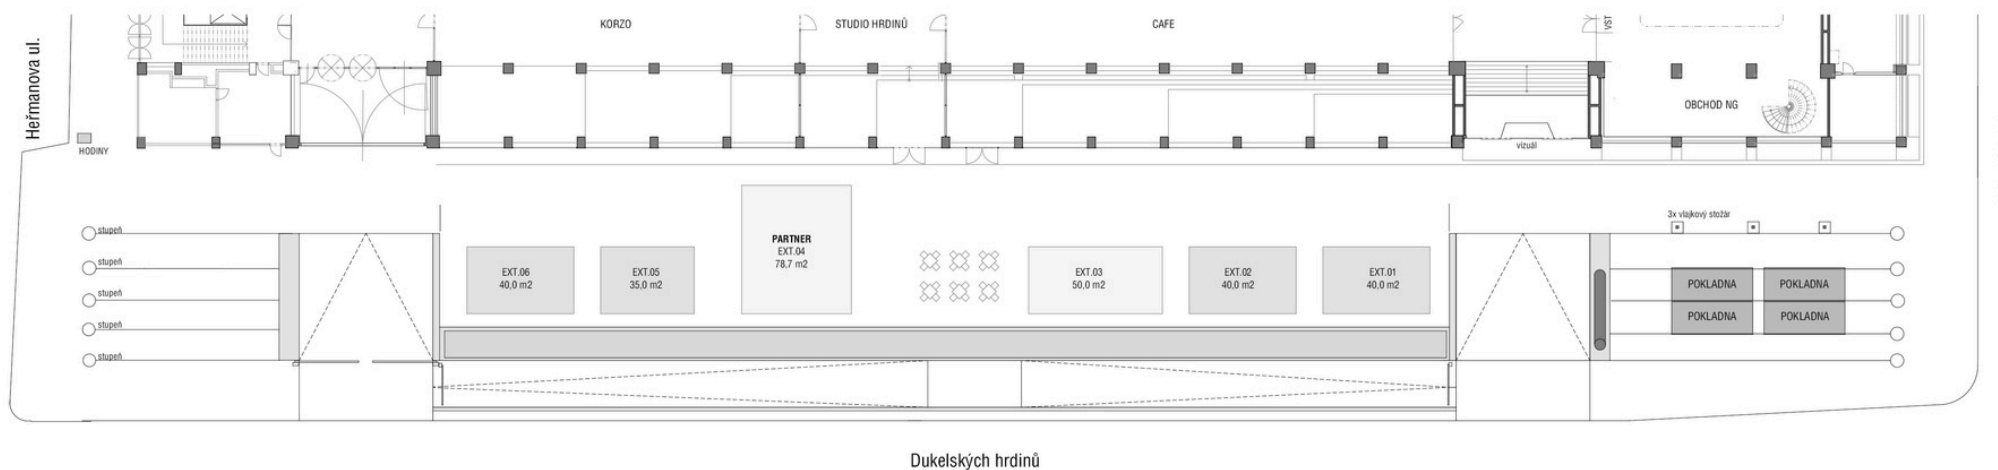 Heřmanova ul.
KORZO
STUDIO HRDINŮ
CAFE
VST
OBCHOD NG
HODINY
vizuál
3x vlajkový stožár
stupeň
stupeň
stupeň
stupeň
stupeň
EXT.06
40,0 m2
EXT.05
35,0 m2
PARTNER
EXT.04
78,7 m2
EXT.03
50,0 m2
EXT.02
40,0 m2
EXT.01
40,0 m2
POKLADNA
POKLADNA
POKLADNA
POKLADNA
Dukelských hrdinů